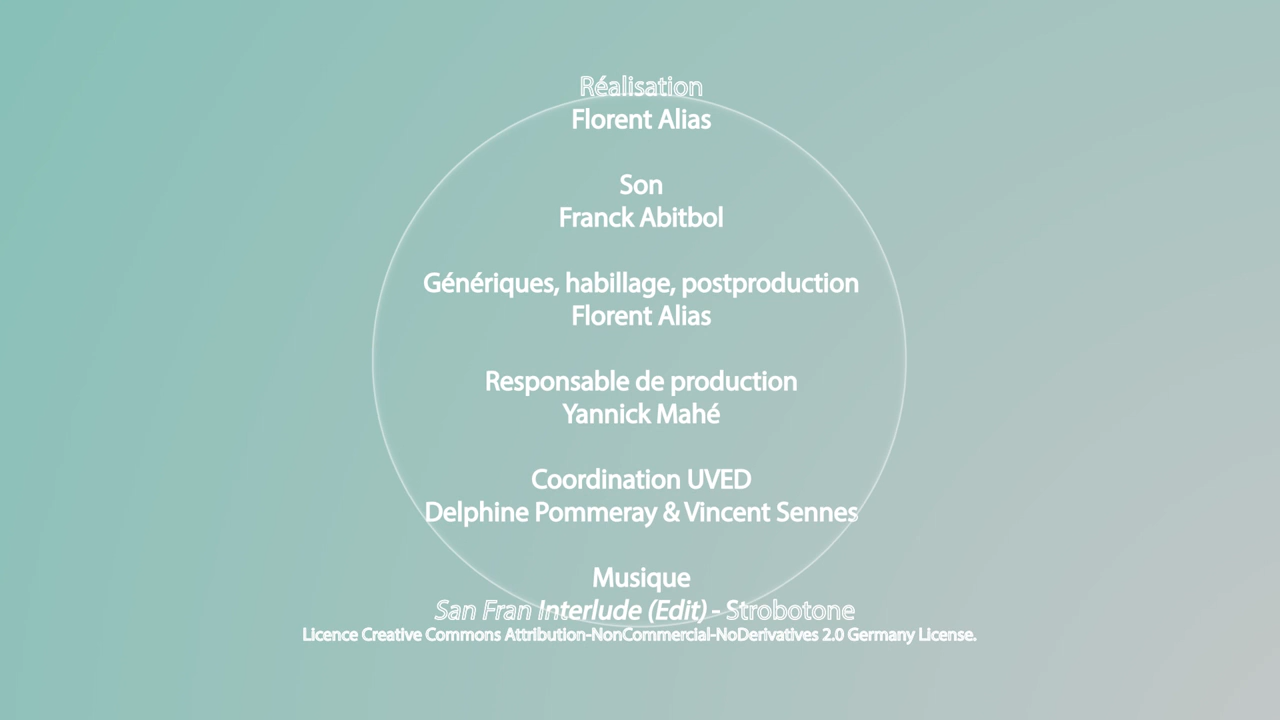 Réalisation
Florent Alias
Son
Franck Abitbol
Génériques, habillage, postproduction
Florent Alias
Responsable de production
Yannick Mahé
Coordination UVED
Delphine Pommeray & Vincent Sennes
Musique
San Fran Interlude (Edit) - Strobotone
Licence Creative Commons Attribution-NonCommercial-NoDerivatives 2.0 Germany License.